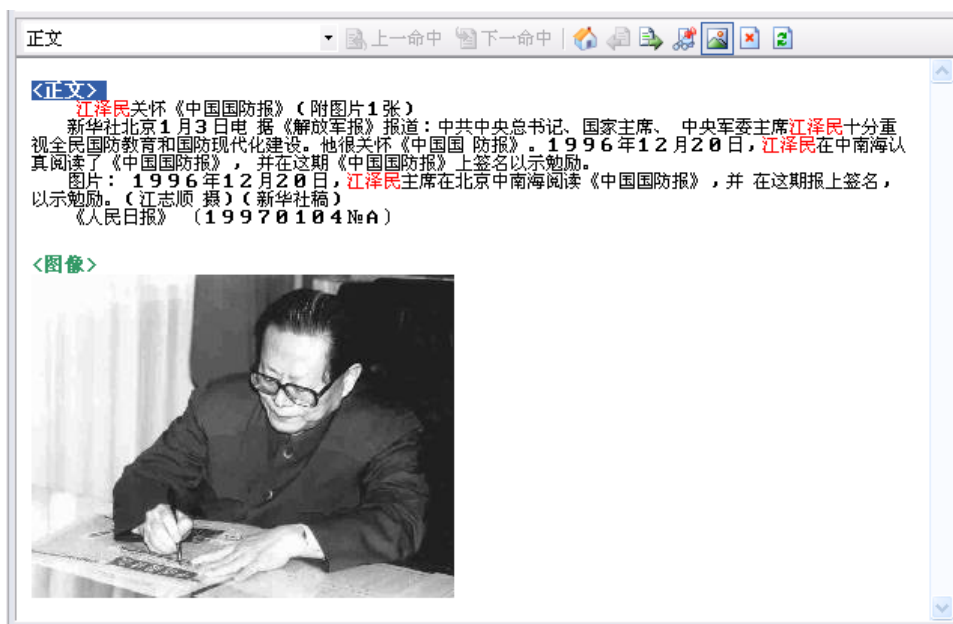 正文
上一命中 下一命中
<正文>
江泽民关怀《中国国防报》(附图片1张)
新华社北京1月3日电 据《解放军报》报道:中共中央总书记、国家主席、 中央军委主席江泽民十分重
视全民国防教育和国防现代化建设。他很关怀《中国国 防报》。1996年12月20日,江泽民在中南海认
真阅读了《中国国防报》, 并在这期《中国国防报》上签名以示勉励。
图片: 1996年12月20日,江泽民主席在北京中南海阅读《中国国防报》,并 在这期报上签名,
以示勉励。(江志顺 摄)(新华社稿)
《人民日报》 (19970104№A)
<图像>